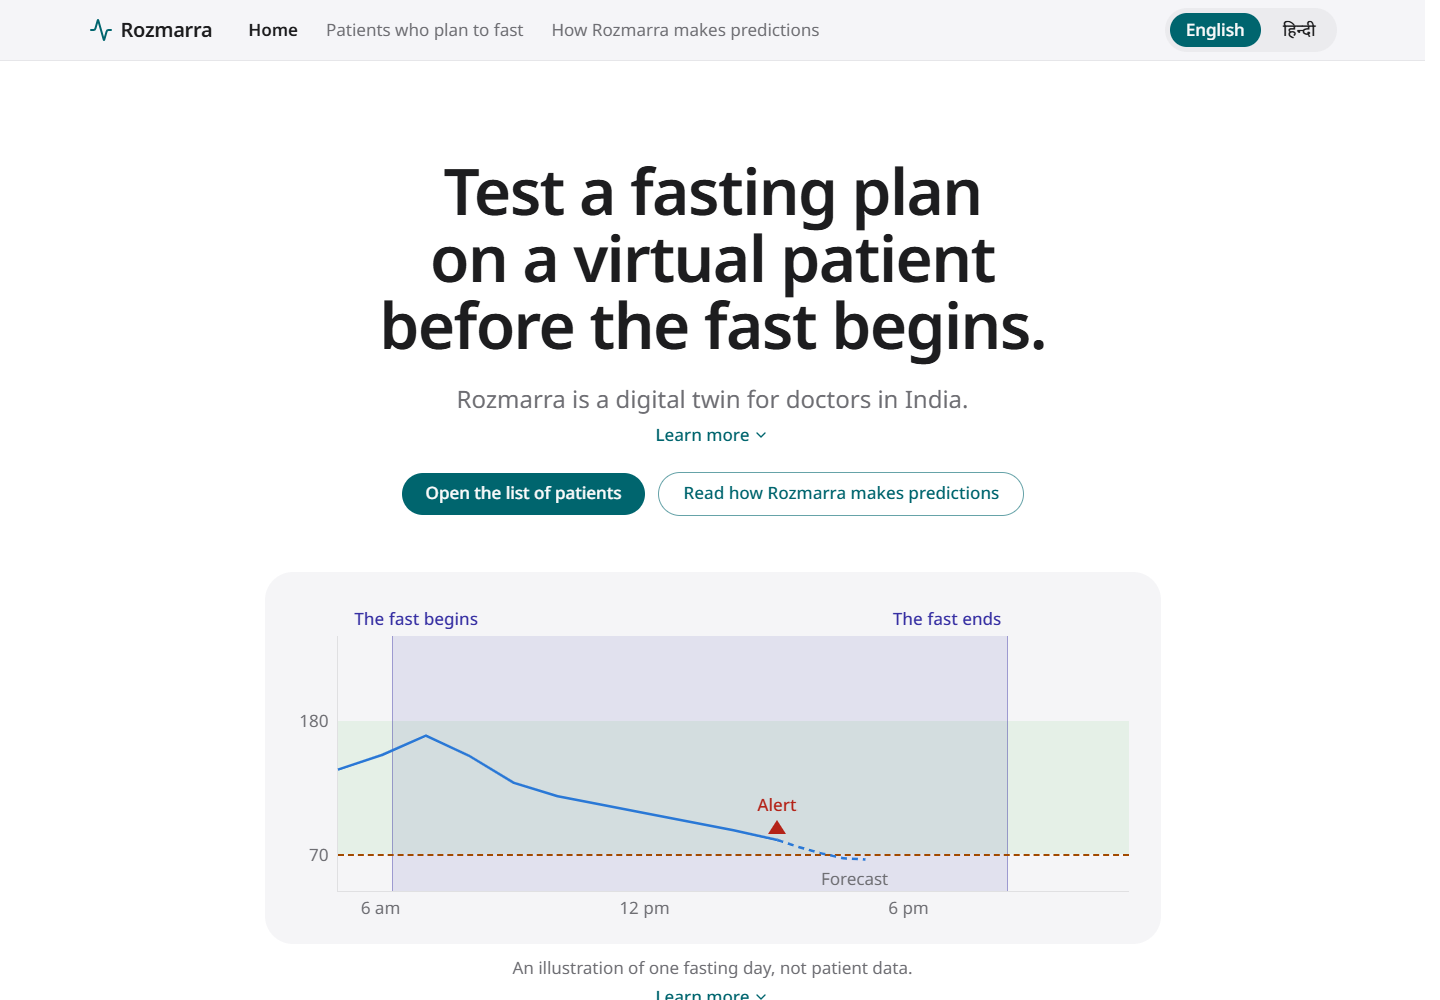 Rozmarra
Home
Patients who plan to fast
How Rozmarra makes predictions
English
हिन्दी
Test a fasting plan
on a virtual patient
before the fast begins.
Rozmarra is a digital twin for doctors in India.
Learn more
Open the list of patients
Read how Rozmarra makes predictions
The fast begins
The fast ends
180
Alert
70
Forecast
6 am
12 pm
6 pm
An illustration of one fasting day, not patient data.
Learn more